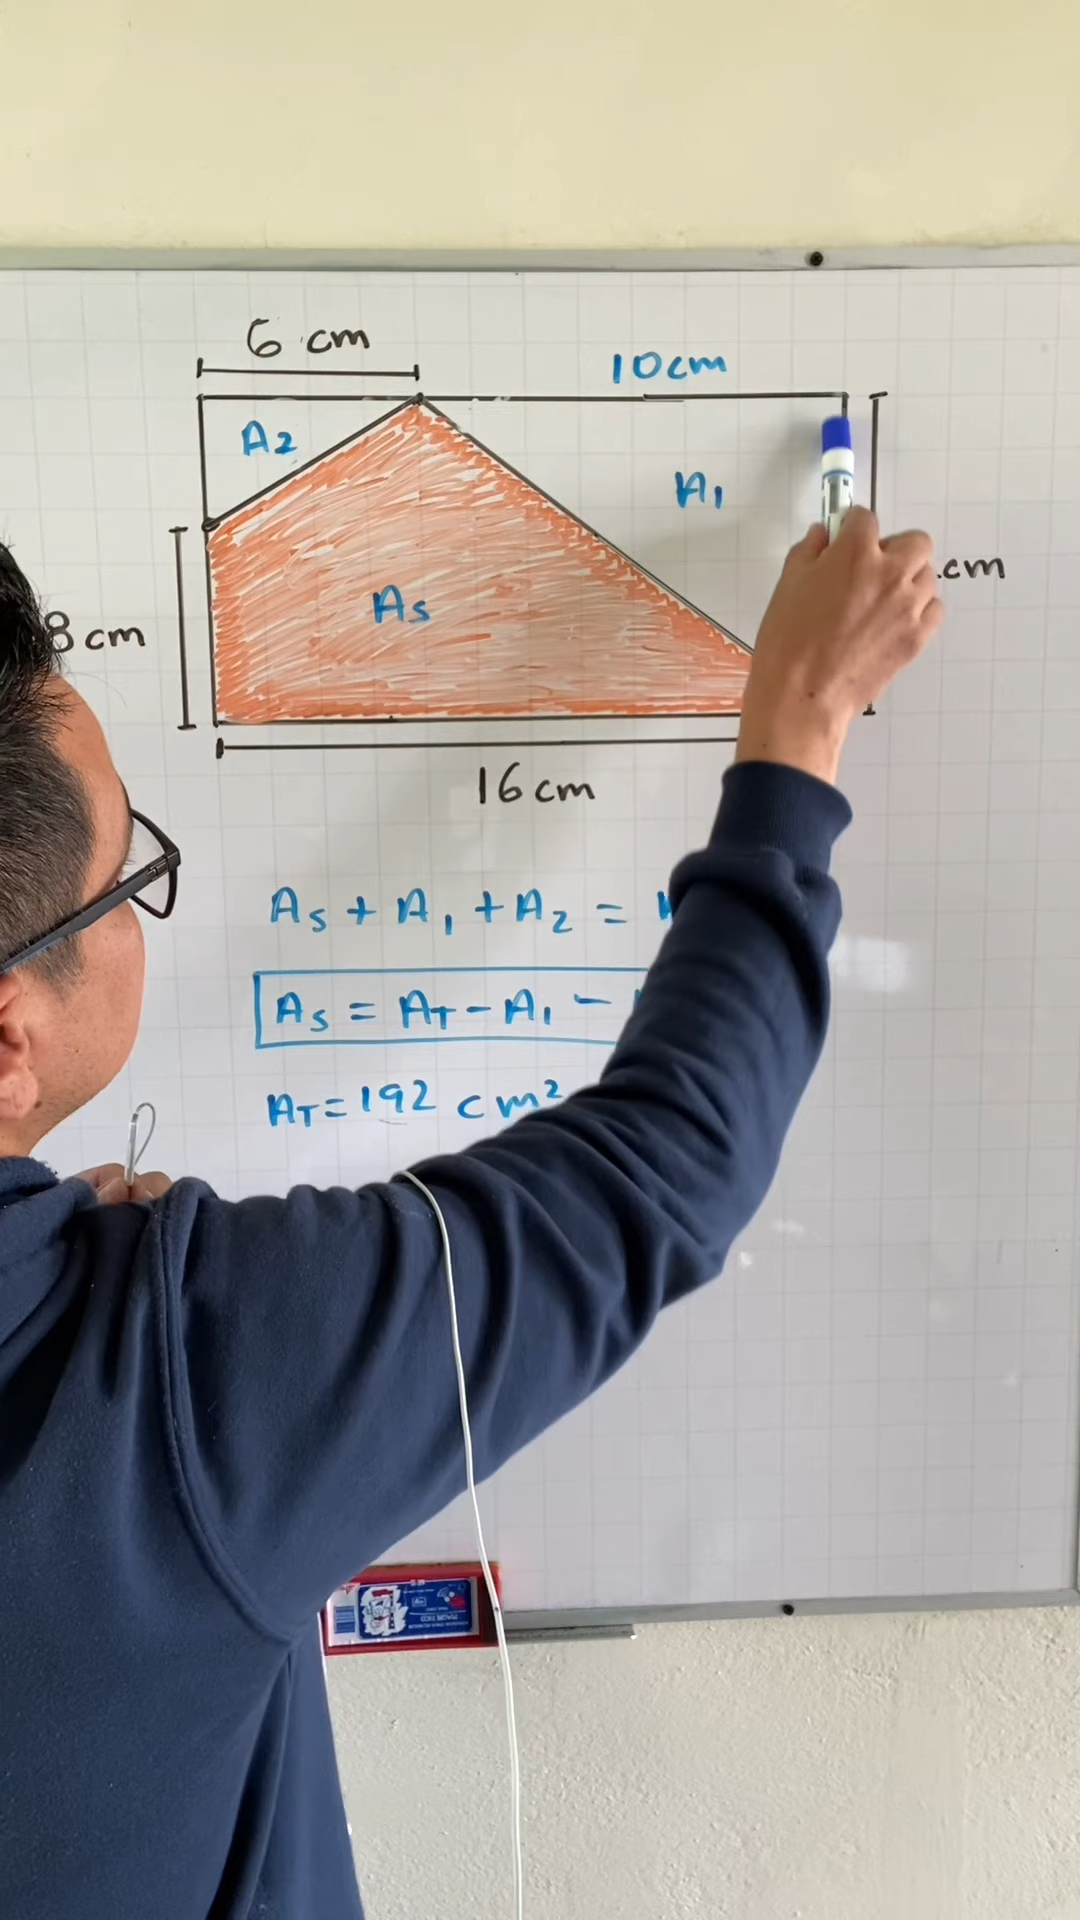 6 cm
10cm
A2
A1
As
8 cm
cm
16 cm
As + A1 + A2 =
As = AT - A1 -
AT = 192 cm²